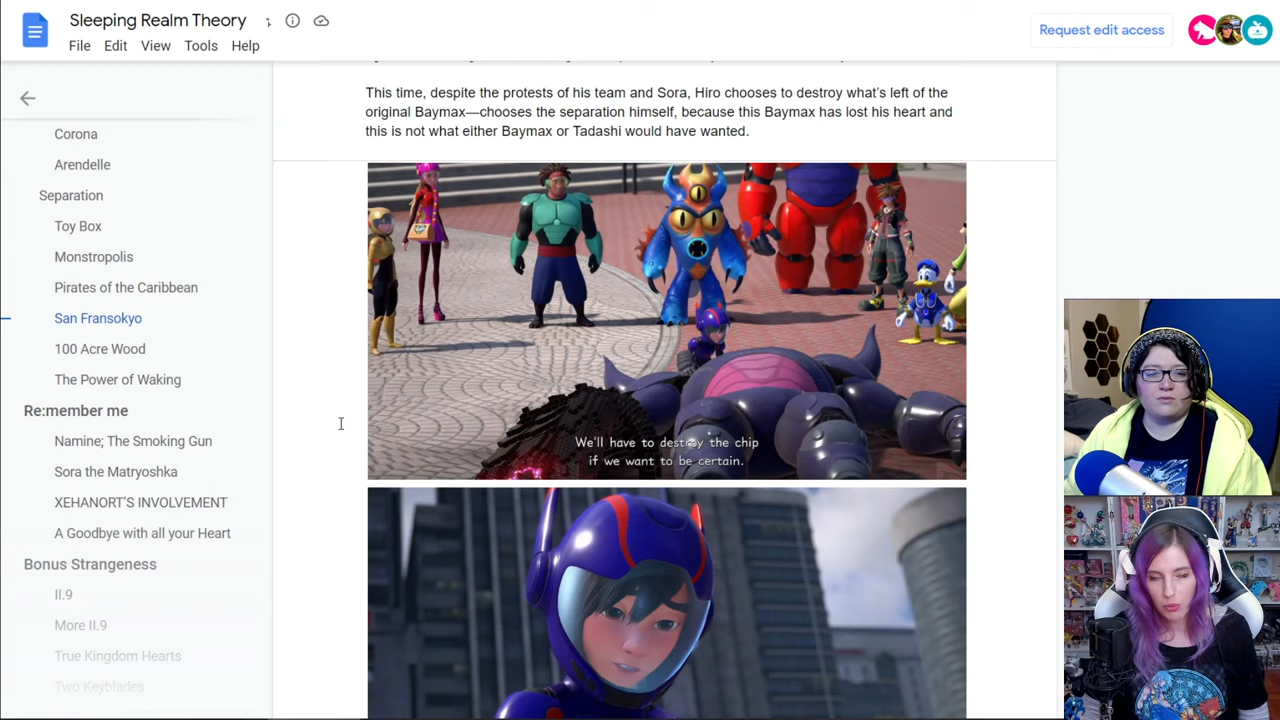 Sleeping Realm Theory
File Edit View Tools Help
Request edit access
This time, despite the protests of his team and Sora, Hiro chooses to destroy what's left of the
original Baymax—chooses the separation himself, because this Baymax has lost his heart and
this is not what either Baymax or Tadashi would have wanted.
Corona
Arendelle
Separation
Toy Box
Monstropolis
Pirates of the Caribbean
San Fransokyo
100 Acre Wood
The Power of Waking
Re:member me
Namine; The Smoking Gun
Sora the Matryoshka
XEHANORT'S INVOLVEMENT
A Goodbye with all your Heart
Bonus Strangeness
II.9
More II.9
True Kingdom Hearts
Two Keyblades
We'll have to destroy the chip
if we want to be certain.